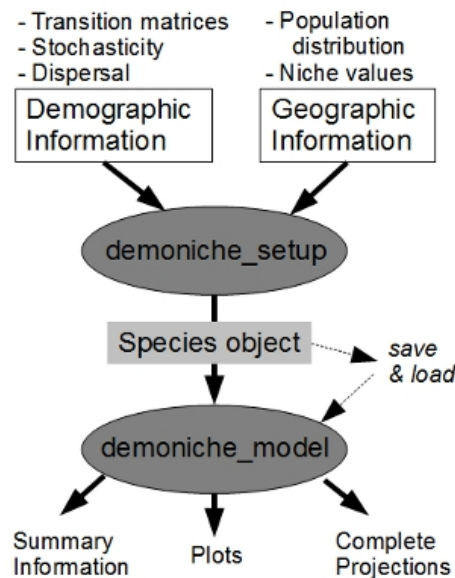 - Transition matrices
- Stochasticity
- Dispersal
- Population
distribution
- Niche values
Demographic
Information
Geographic
Information
demoniche_setup
Species object
save
& load
demoniche_model
Summary
Information
Plots
Complete
Projections